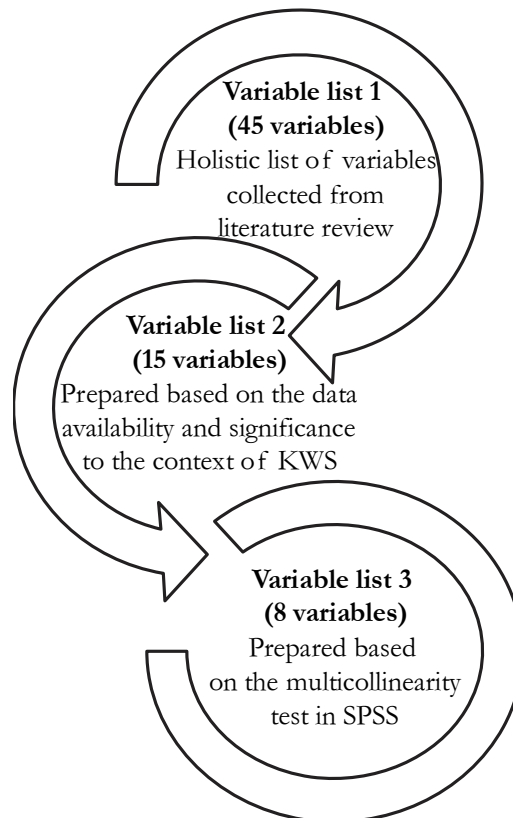 Variable list 1
(45 variables)
Holistic list of variables
collected from
literature review
Variable list 2
(15 variables)
Prepared based on the data
availability and significance
to the context of KWS
Variable list 3
(8 variables)
Prepared based
on the multicollinearity
test in SPSS